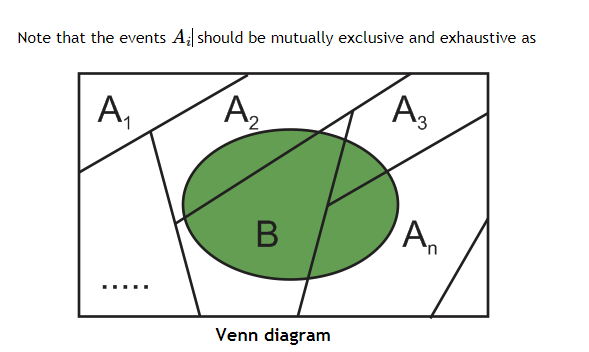 Note that the events Aᵢ| should be mutually exclusive and exhaustive as
A₁ A₂ A₃
B Aₙ
.....
Venn diagram